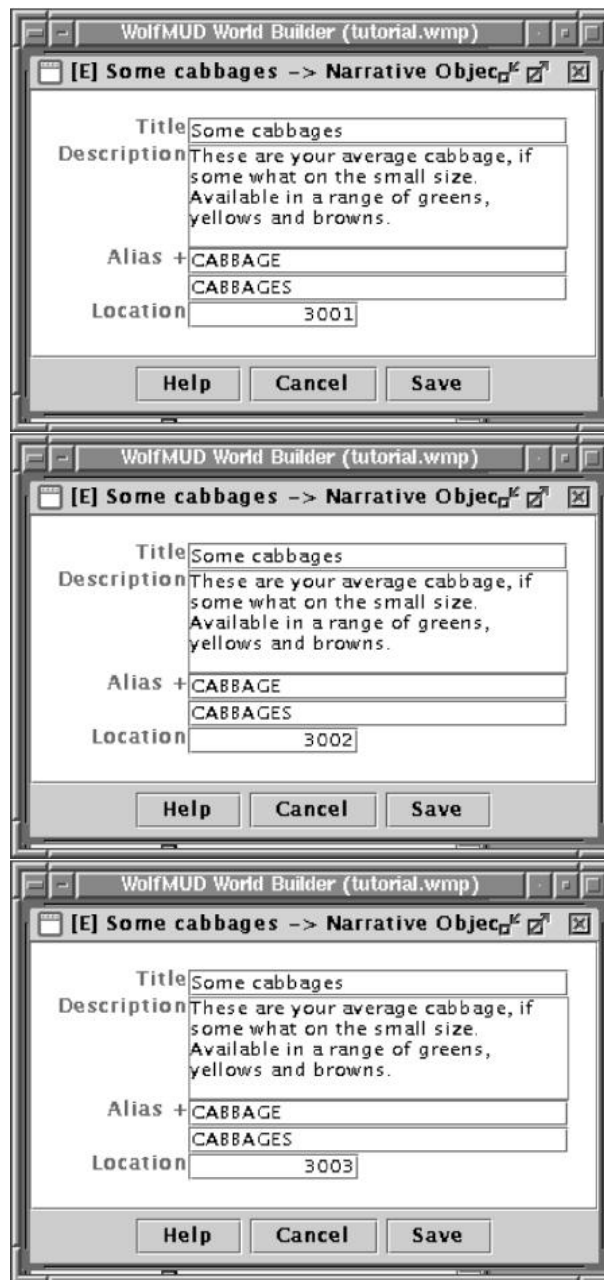 WolfMUD World Builder (tutorial.wmp)
[E] Some cabbages -> Narrative Objec
Title Some cabbages
Description These are your average cabbage, if
some what on the small size.
Available in a range of greens,
yellows and browns.
Alias + CABBAGE
CABBAGES
Location 3001
Help Cancel Save
WolfMUD World Builder (tutorial.wmp)
[E] Some cabbages -> Narrative Objec
Title Some cabbages
Description These are your average cabbage, if
some what on the small size.
Available in a range of greens,
yellows and browns.
Alias + CABBAGE
CABBAGES
Location 3002
Help Cancel Save
WolfMUD World Builder (tutorial.wmp)
[E] Some cabbages -> Narrative Objec
Title Some cabbages
Description These are your average cabbage, if
some what on the small size.
Available in a range of greens,
yellows and browns.
Alias + CABBAGE
CABBAGES
Location 3003
Help Cancel Save